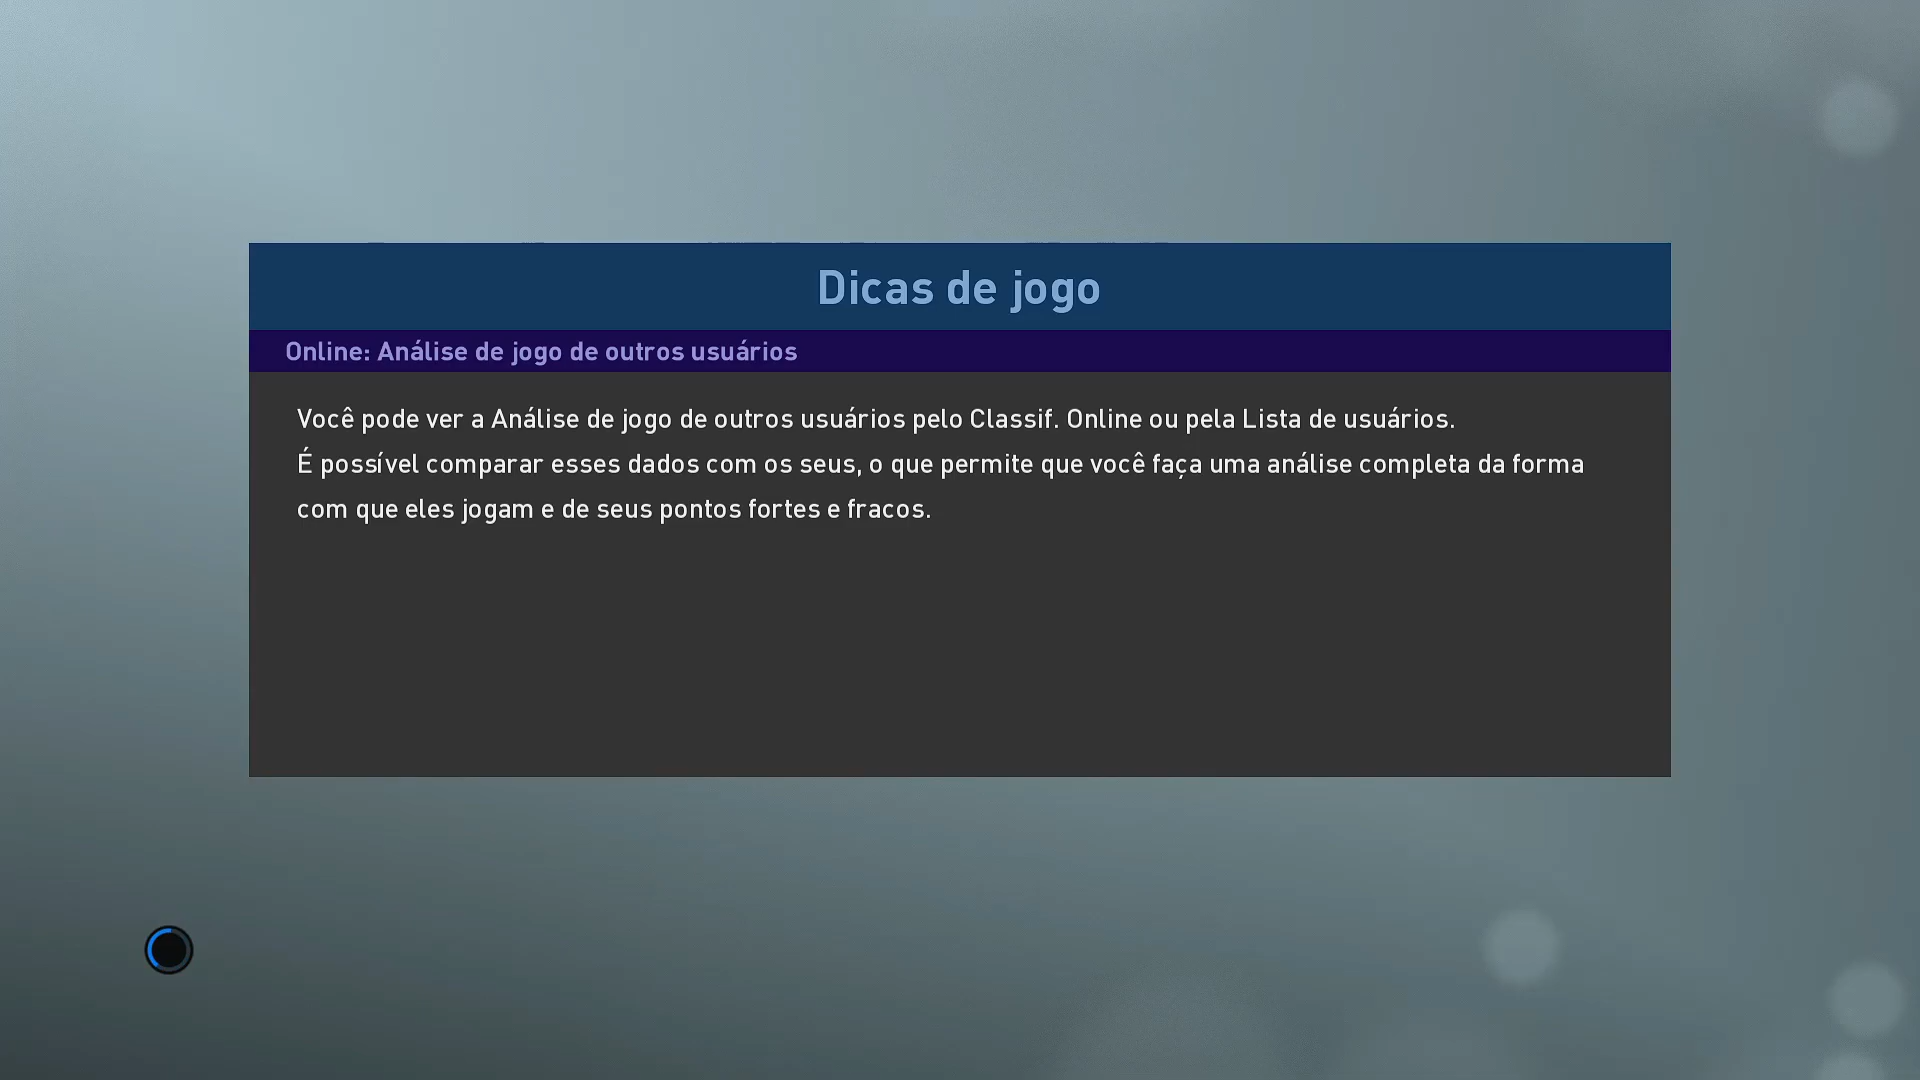 Dicas de jogo
Online: Análise de jogo de outros usuários
Você pode ver a Análise de jogo de outros usuários pelo Classif. Online ou pela Lista de usuários.
É possível comparar esses dados com os seus, o que permite que você faça uma análise completa da forma
com que eles jogam e de seus pontos fortes e fracos.